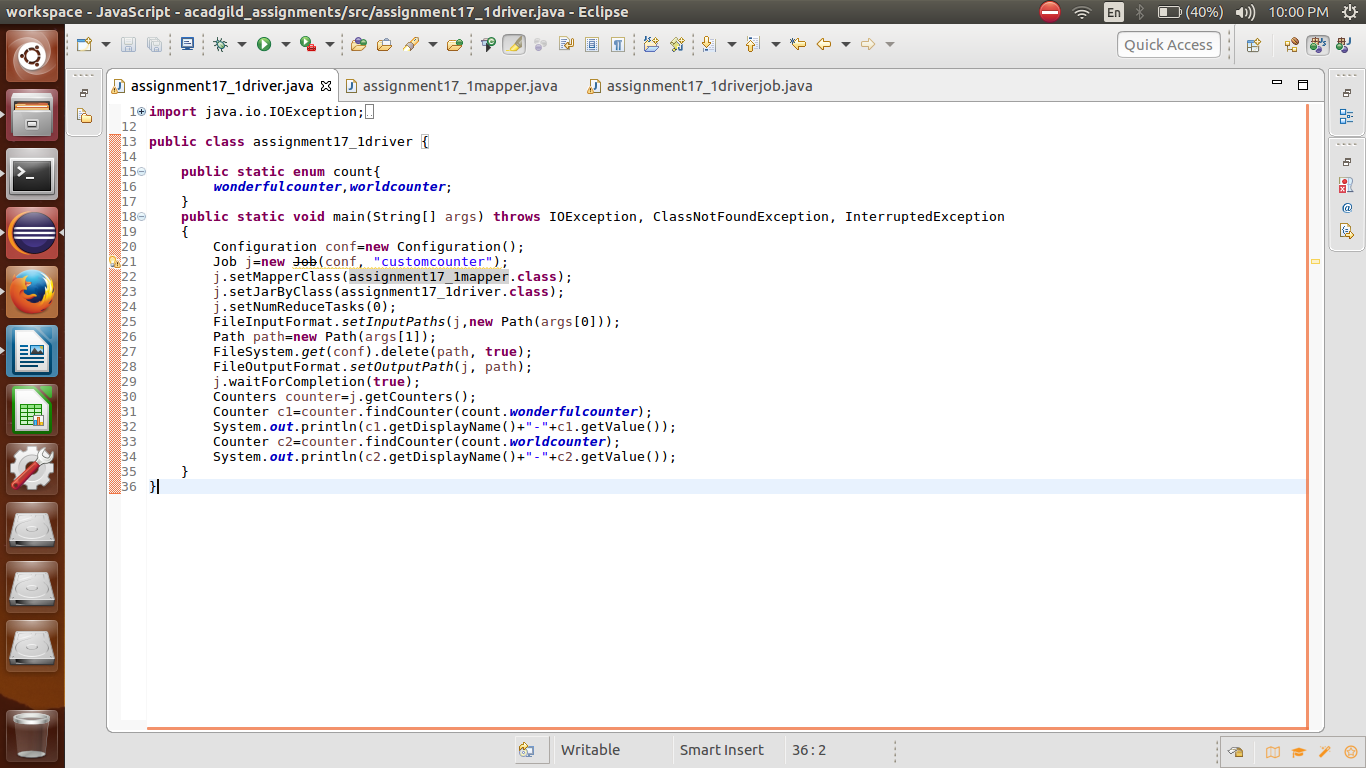 workspace - JavaScript - acadgild_assignments/src/assignment17_1driver.java - Eclipse
En (40%) 10:00 PM
Quick Access
assignment17_1driver.java assignment17_1mapper.java assignment17_1driverjob.java
1 import java.io.IOException;
12
13 public class assignment17_1driver {
14
15 public static enum count{
16 wonderfulcounter,worldcounter;
17 }
18 public static void main(String[] args) throws IOException, ClassNotFoundException, InterruptedException
19 {
20 Configuration conf=new Configuration();
21 Job j=new Job(conf, "customcounter");
22 j.setMapperClass(assignment17_1mapper.class);
23 j.setJarByClass(assignment17_1driver.class);
24 j.setNumReduceTasks(0);
25 FileInputFormat.setInputPaths(j,new Path(args[0]));
26 Path path=new Path(args[1]);
27 FileSystem.get(conf).delete(path, true);
28 FileOutputFormat.setOutputPath(j, path);
29 j.waitForCompletion(true);
30 Counters counter=j.getCounters();
31 Counter c1=counter.findCounter(count.wonderfulcounter);
32 System.out.println(c1.getDisplayName()+"-"+c1.getValue());
33 Counter c2=counter.findCounter(count.worldcounter);
34 System.out.println(c2.getDisplayName()+"-"+c2.getValue());
35 }
36 }
Writable Smart Insert 36 : 2